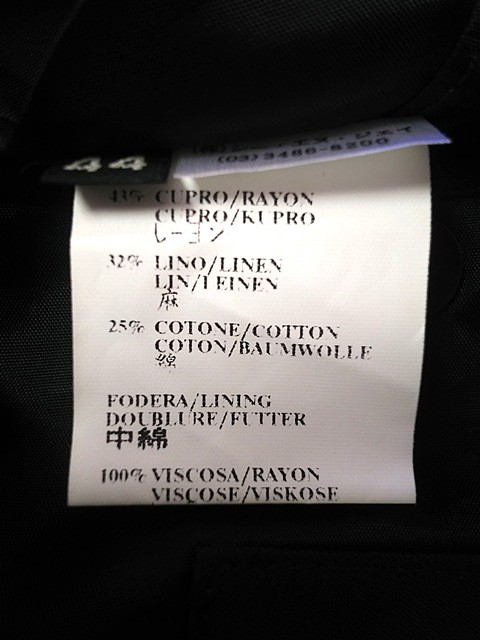 44
(03)3486-8200
43% CUPRO/RAYON
CUPRO/KUPRO
レーヨン
32% LINO/LINEN
LIN/LEINEN
麻
25% COTONE/COTTON
COTON/BAUMWOLLE
綿
FODERA/LINING
DOUBLURE/FUTTER
中綿
100% VISCOSA/RAYON
VISCOSE/VISKOSE